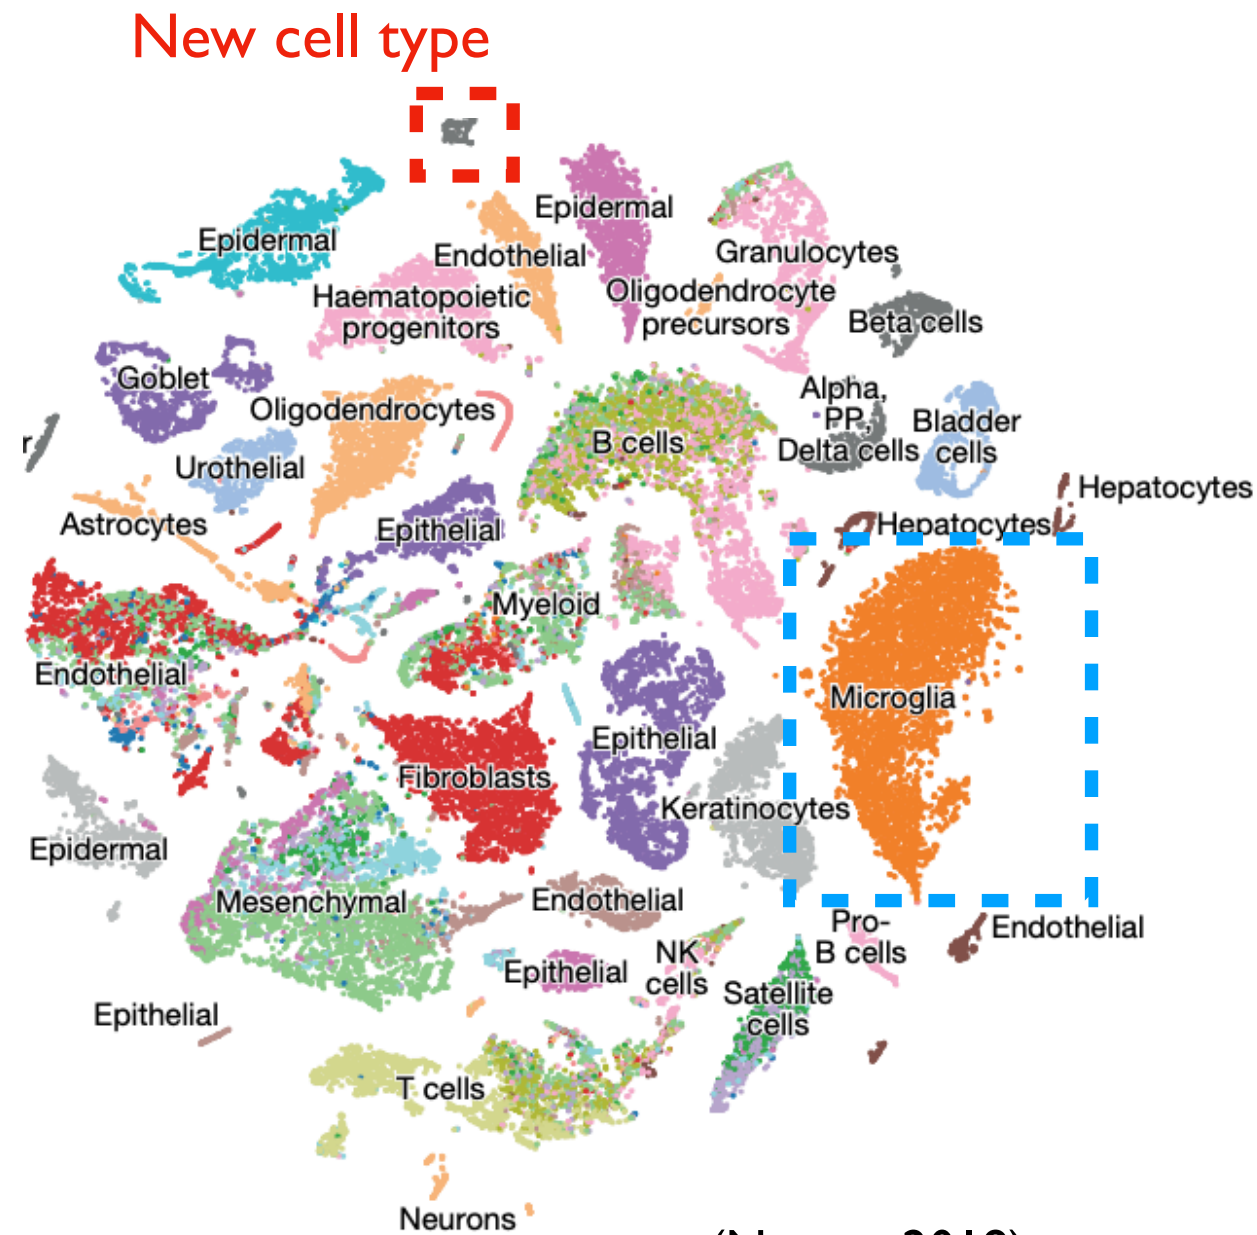 New cell type
Epidermal
Epidermal
Endothelial
Granulocytes
Haematopoietic
progenitors
Oligodendrocyte
precursors
Beta cells
Goblet
Oligodendrocytes
B cells
Alpha,
PP,
Delta cells
Bladder
cells
r
Urothelial
Hepatocytes
Astrocytes
Epithelial
Hepatocytes
Myeloid
Endothelial
Microglia
Epithelial
Fibroblasts
Keratinocytes
Epidermal
Mesenchymal
Endothelial
Pro-
B cells
Endothelial
NK
cells
Epithelial
Satellite
cells
Epithelial
T cells
Neurons